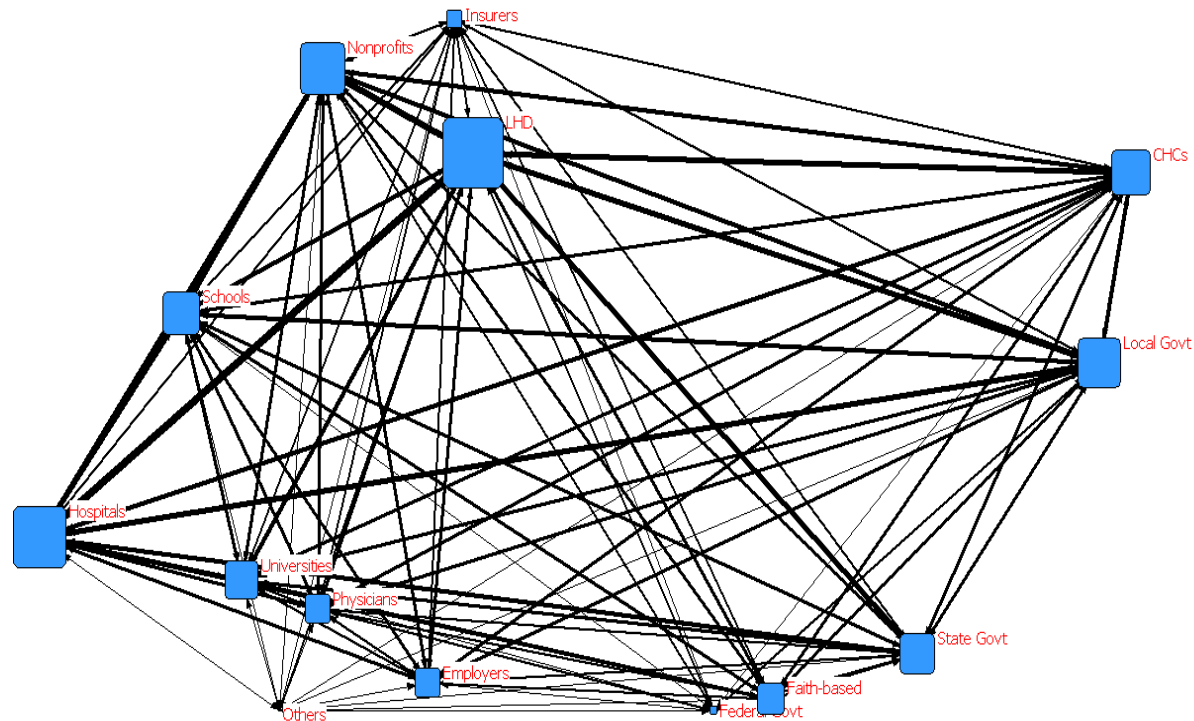 Insurers
Nonprofits
LHD
CHCs
Schools
Local Govt
Hospitals
Universities
Physicians
State Govt
Employers
Faith-based
Others
Federal Govt